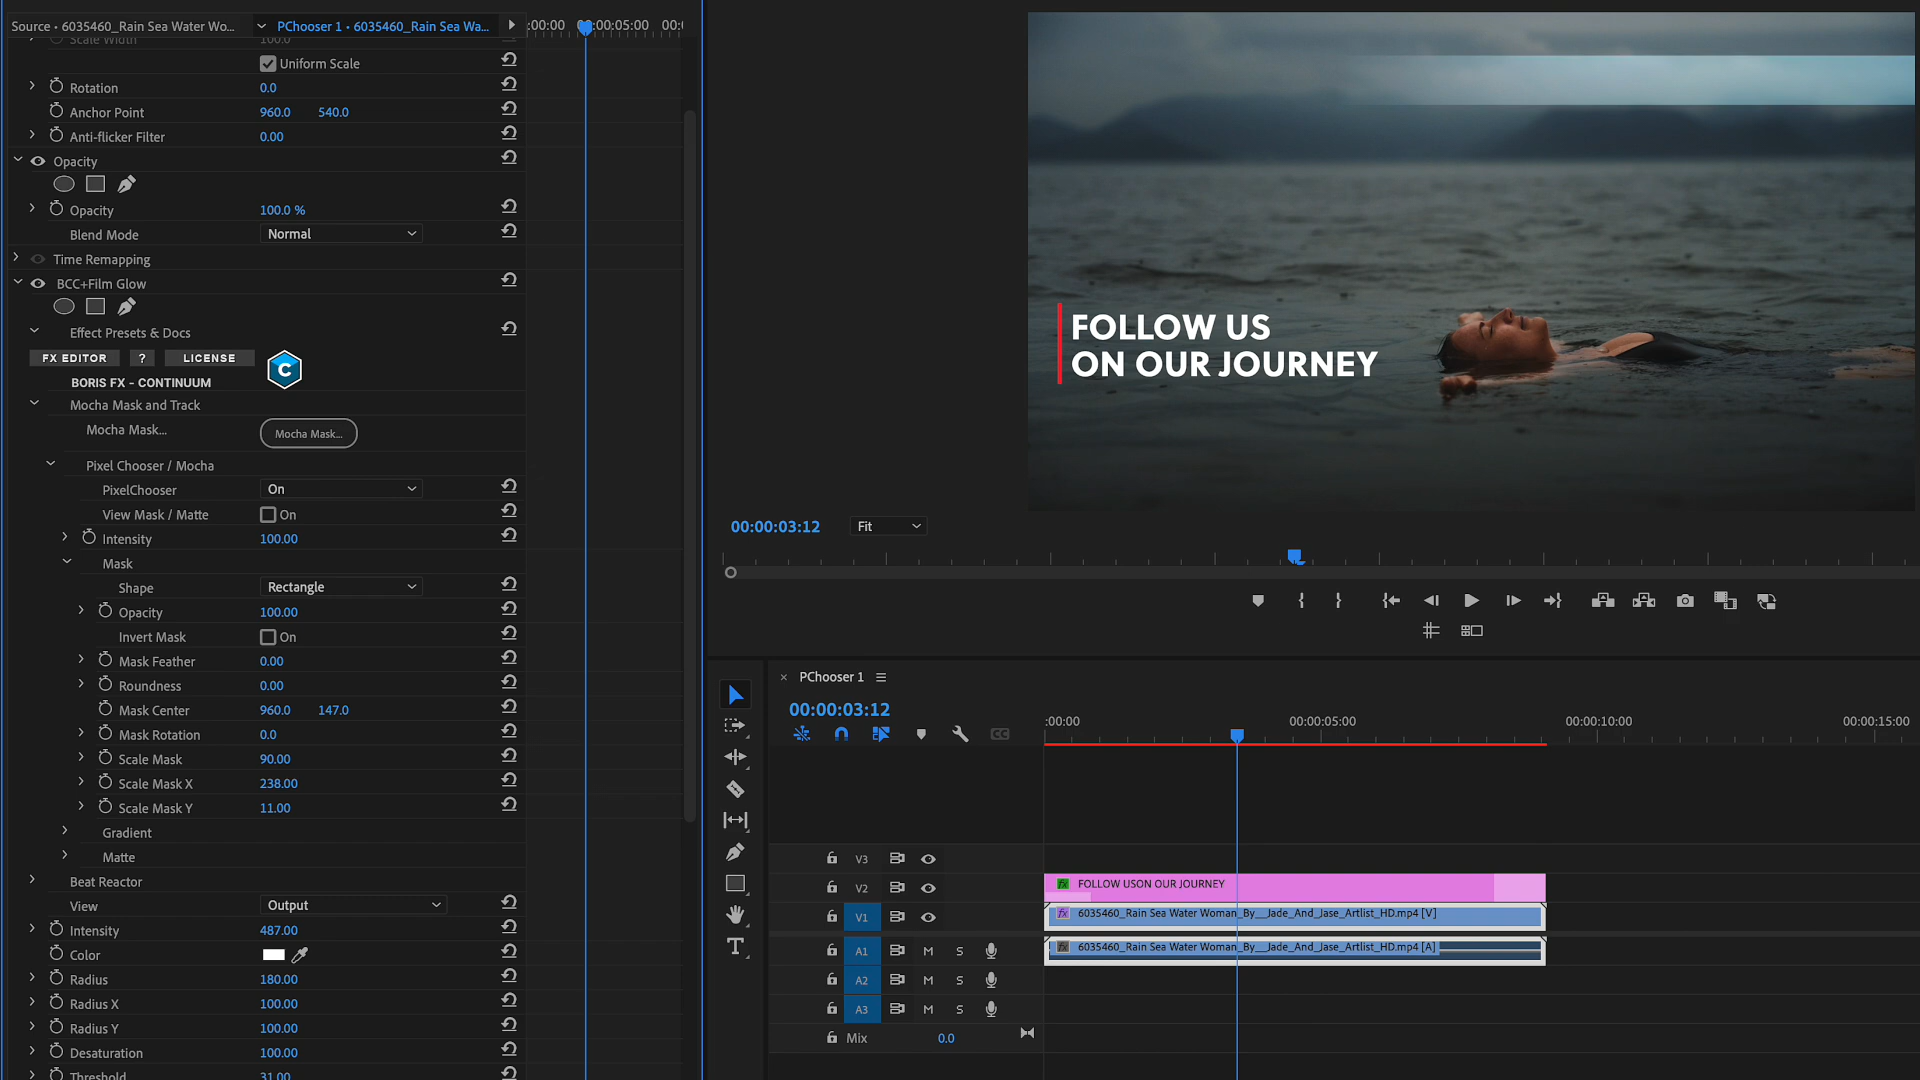 Source • 6035460_Rain Sea Water Wo...
PChooser 1 • 6035460_Rain Sea Wa...
:00:00
00:00:05:00
00:(
Scale Width 100.0
Uniform Scale
Rotation 0.0
Anchor Point 960.0 540.0
Anti-flicker Filter 0.00
Opacity
Opacity 100.0 %
Blend Mode Normal
Time Remapping
BCC+Film Glow
Effect Presets & Docs
FX EDITOR ? LICENSE
C
BORIS FX - CONTINUUM
Mocha Mask and Track
Mocha Mask... Mocha Mask...
Pixel Chooser / Mocha
PixelChooser On
View Mask / Matte On
Intensity 100.00
Mask
Shape Rectangle
Opacity 100.00
Invert Mask On
Mask Feather 0.00
Roundness 0.00
Mask Center 960.0 147.0
Mask Rotation 0.0
Scale Mask 90.00
Scale Mask X 238.00
Scale Mask Y 11.00
Gradient
Matte
Beat Reactor
View Output
Intensity 487.00
Color
Radius 180.00
Radius X 100.00
Radius Y 100.00
Desaturation 100.00
Threshold 31.00
FOLLOW US
ON OUR JOURNEY
00:00:03:12
Fit
× PChooser 1
00:00:03:12
CC
:00:00
00:00:05:00
00:00:10:00
00:00:15:00
V3
V2
fx FOLLOW USON OUR JOURNEY
V1
fx 6035460_Rain Sea Water Woman_By__Jade_And_Jase_Artlist_HD.mp4 [V]
A1 M S
fx 6035460_Rain Sea Water Woman_By__Jade_And_Jase_Artlist_HD.mp4 [A]
A2 M S
A3 M S
Mix 0.0